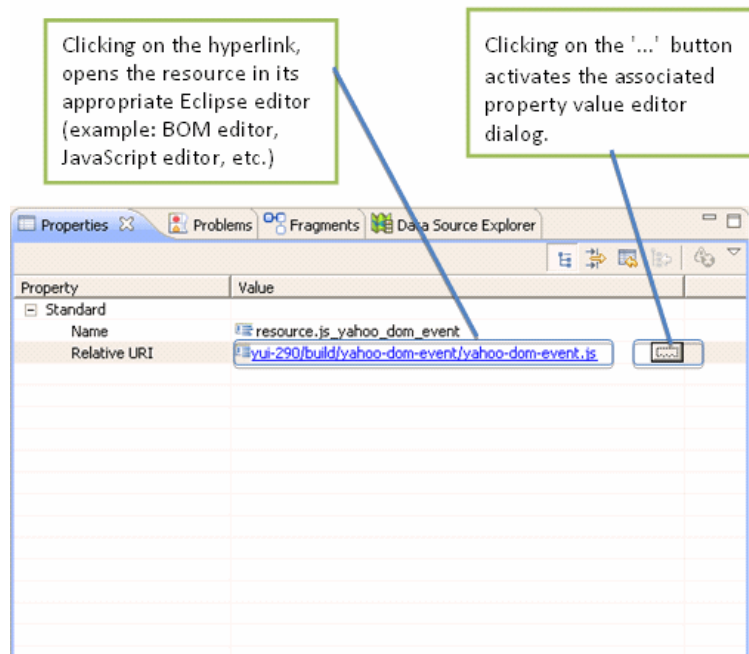 Clicking on the hyperlink,
opens the resource in its
appropriate Eclipse editor
(example: BOM editor,
JavaScript editor, etc.)
Clicking on the '...' button
activates the associated
property value editor
dialog.
Properties Problems Fragments Data Source Explorer
Property Value
Standard
Name resource.js_yahoo_dom_event
Relative URI yui-290/build/yahoo-dom-event/yahoo-dom-event.js ...